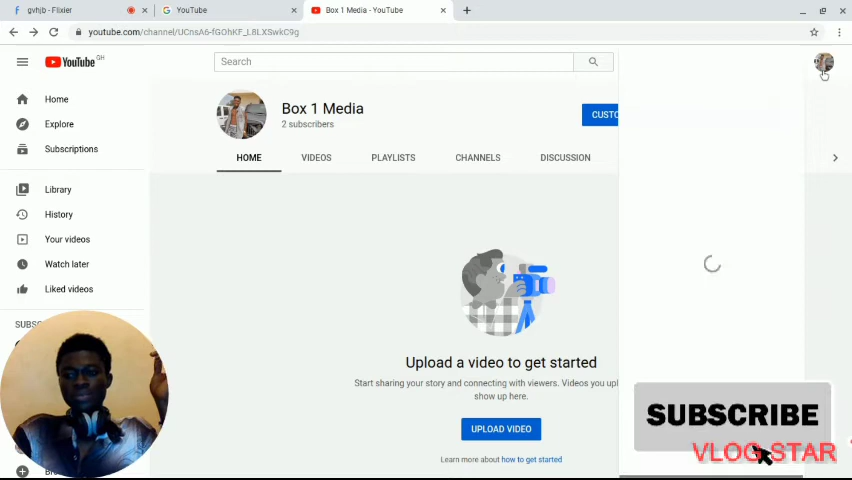 gvhjb - Flixier
YouTube
Box 1 Media - YouTube
youtube.com/channel/UCnsA6-fGOhKF_L8LXSwkC9g
YouTube GH
Search
Home
Explore
Subscriptions
Library
History
Your videos
Watch later
Liked videos
SUBSC
Box 1 Media
2 subscribers
CUSTO
HOME VIDEOS PLAYLISTS CHANNELS DISCUSSION
Upload a video to get started
Start sharing your story and connecting with viewers. Videos you upl
show up here.
UPLOAD VIDEO
Learn more about how to get started
SUBSCRIBE
VLOG STAR